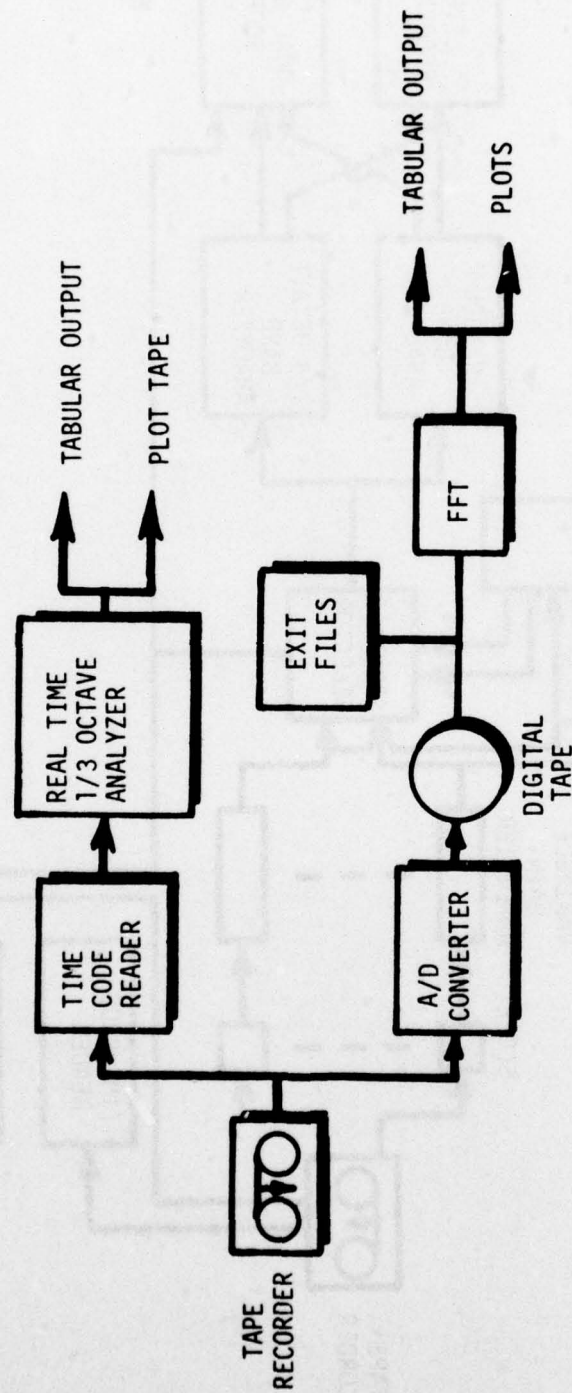 TAPE
RECORDER
TIME
CODE
READER
REAL TIME
1/3 OCTAVE
ANALYZER
TABULAR OUTPUT
PLOT TAPE
A/D
CONVERTER
DIGITAL
TAPE
EXIT
FILES
FFT
TABULAR OUTPUT
PLOTS